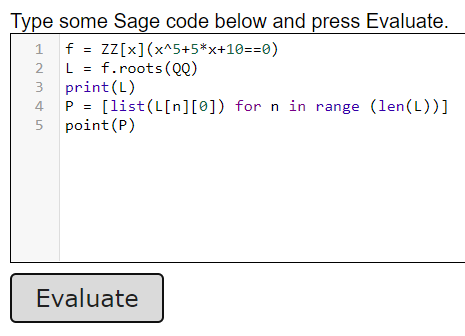 Type some Sage code below and press Evaluate.
1 f = ZZ[x](x^5+5*x+10==0)
2 L = f.roots(QQ)
3 print(L)
4 P = [list(L[n][0]) for n in range (len(L))]
5 point(P)
Evaluate